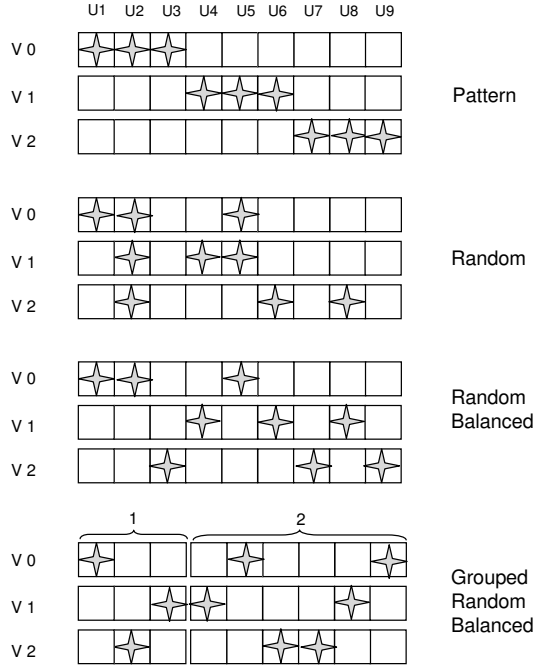 U1 U2 U3 U4 U5 U6 U7 U8 U9
V 0
V 1
Pattern
V 2
V 0
V 1
Random
V 2
V 0
Random
V 1
Balanced
V 2
1 2
V 0
Grouped
V 1
Random
Balanced
V 2